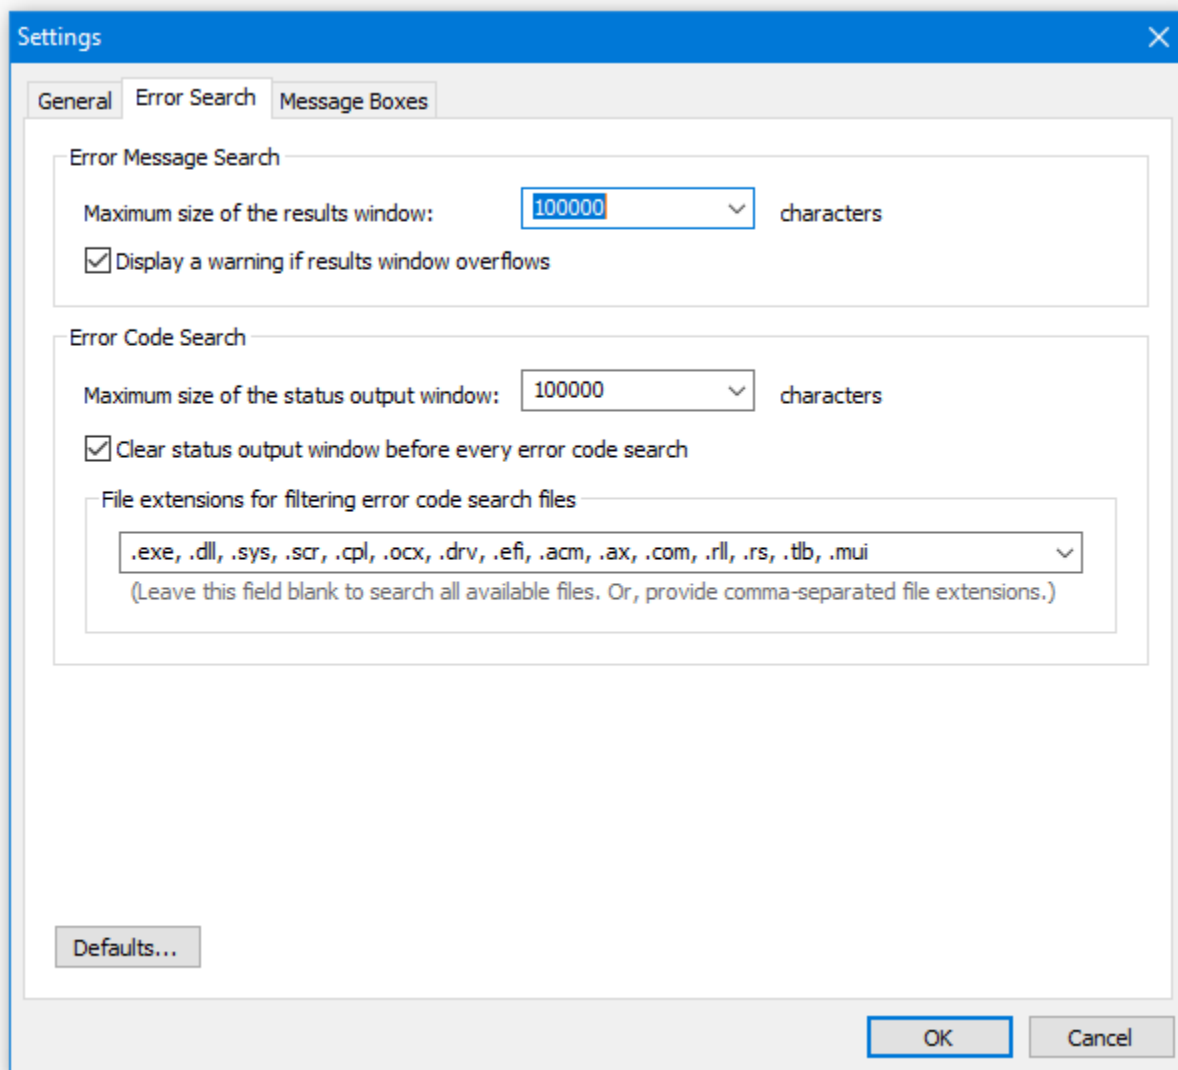 Settings
General Error Search Message Boxes
Error Message Search
Maximum size of the results window: 100000 characters
Display a warning if results window overflows
Error Code Search
Maximum size of the status output window: 100000 characters
Clear status output window before every error code search
File extensions for filtering error code search files
.exe, .dll, .sys, .scr, .cpl, .ocx, .drv, .efi, .acm, .ax, .com, .rll, .rs, .tlb, .mui
(Leave this field blank to search all available files. Or, provide comma-separated file extensions.)
Defaults...
OK Cancel